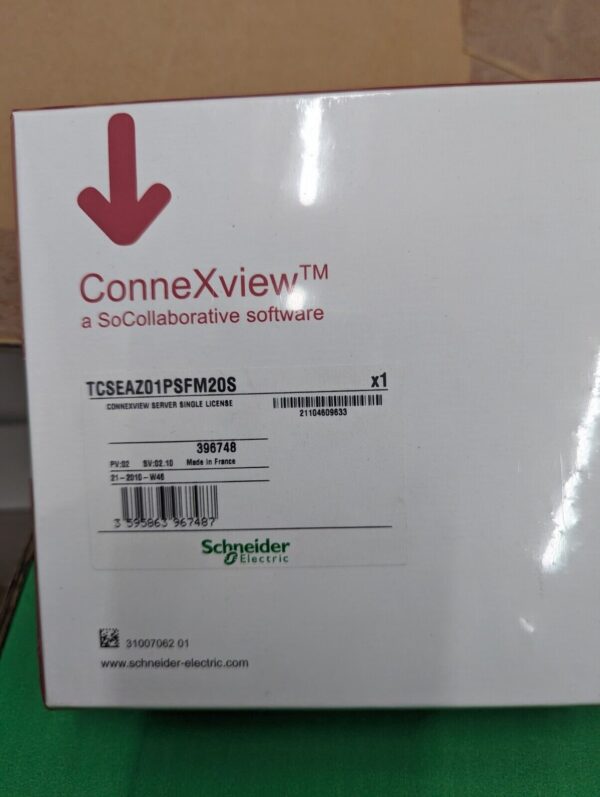 ConneXview™
a SoCollaborative software
TCSEAZ01PSFM20S x1
CONNEXVIEW SERVER SINGLE LICENSE
21104609633
396748
PV:02 SV:02.10 Made in France
21-2010-W46
3 595863 967487
Schneider
Electric
31007062 01
www.schneider-electric.com